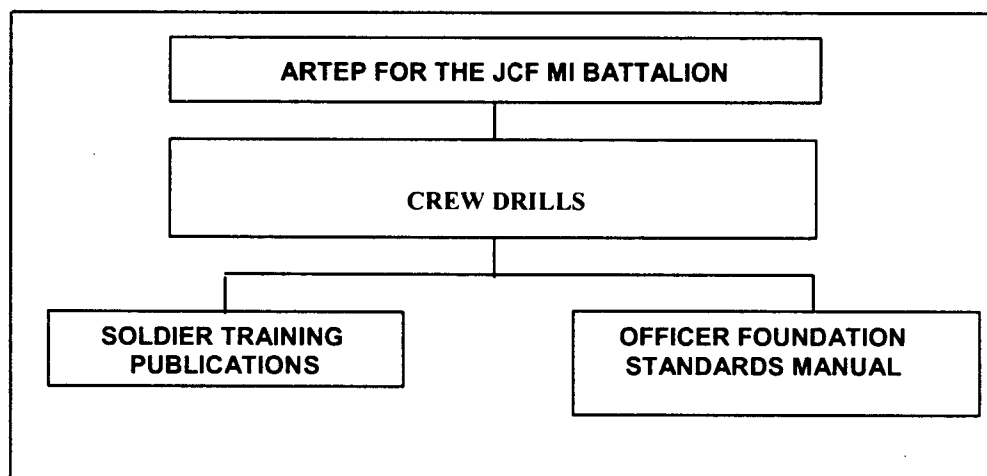 ARTEP FOR THE JCF MI BATTALION
CREW DRILLS
SOLDIER TRAINING
PUBLICATIONS
OFFICER FOUNDATION
STANDARDS MANUAL